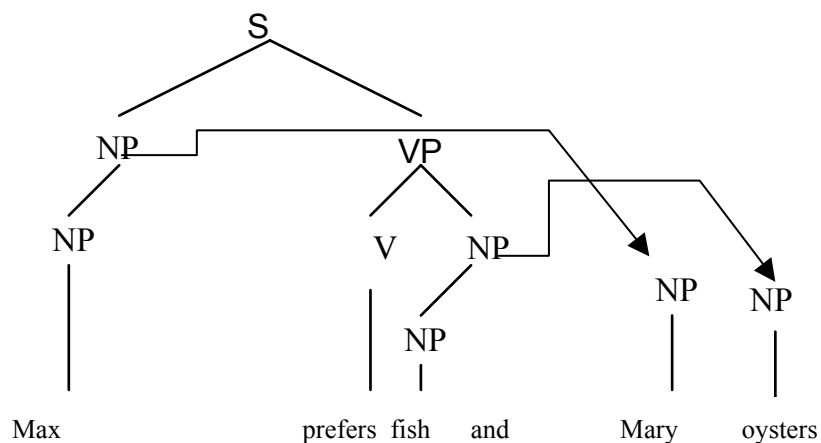 S
NP VP
NP V NP
NP NP
NP
Max prefers fish and Mary oysters